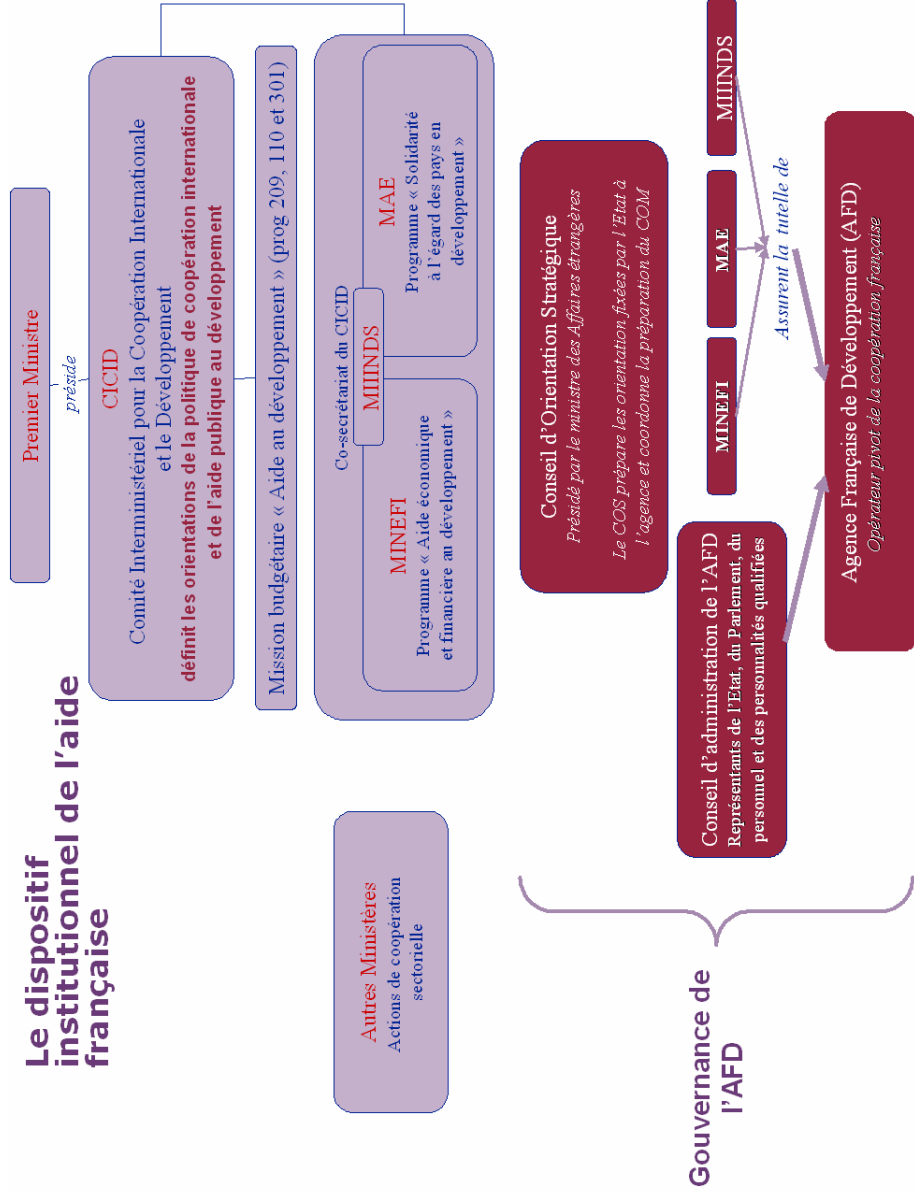 Le dispositif
institutionnel de l’aide
française
Premier Ministre
préside
CICID
Comité Interministériel pour la Coopération Internationale
et le Développement
définit les orientations de la politique de coopération internationale
et de l’aide publique au développement
Mission budgétaire « Aide au développement » (prog 209, 110 et 301)
Co-secrétariat du CICID
MIINDS
MINEFI
Programme « Aide économique
et financière au développement »
MAE
Programme « Solidarité
à l’égard des pays en
développement »
Autres Ministères
Actions de coopération
sectorielle
Gouvernance de
l’AFD
Conseil d’Orientation Stratégique
Présidé par le ministre des Affaires étrangères
Le COS prépare les orientation fixées par l’Etat à
l’agence et coordonne la préparation du COM
Conseil d’administration de l’AFD
Représentants de l’Etat, du Parlement, du
personnel et des personnalités qualifiées
MINEFI
MAE
MIINDS
Assurent la tutelle de
Agence Française de Développement (AFD)
Opérateur pivot de la coopération française